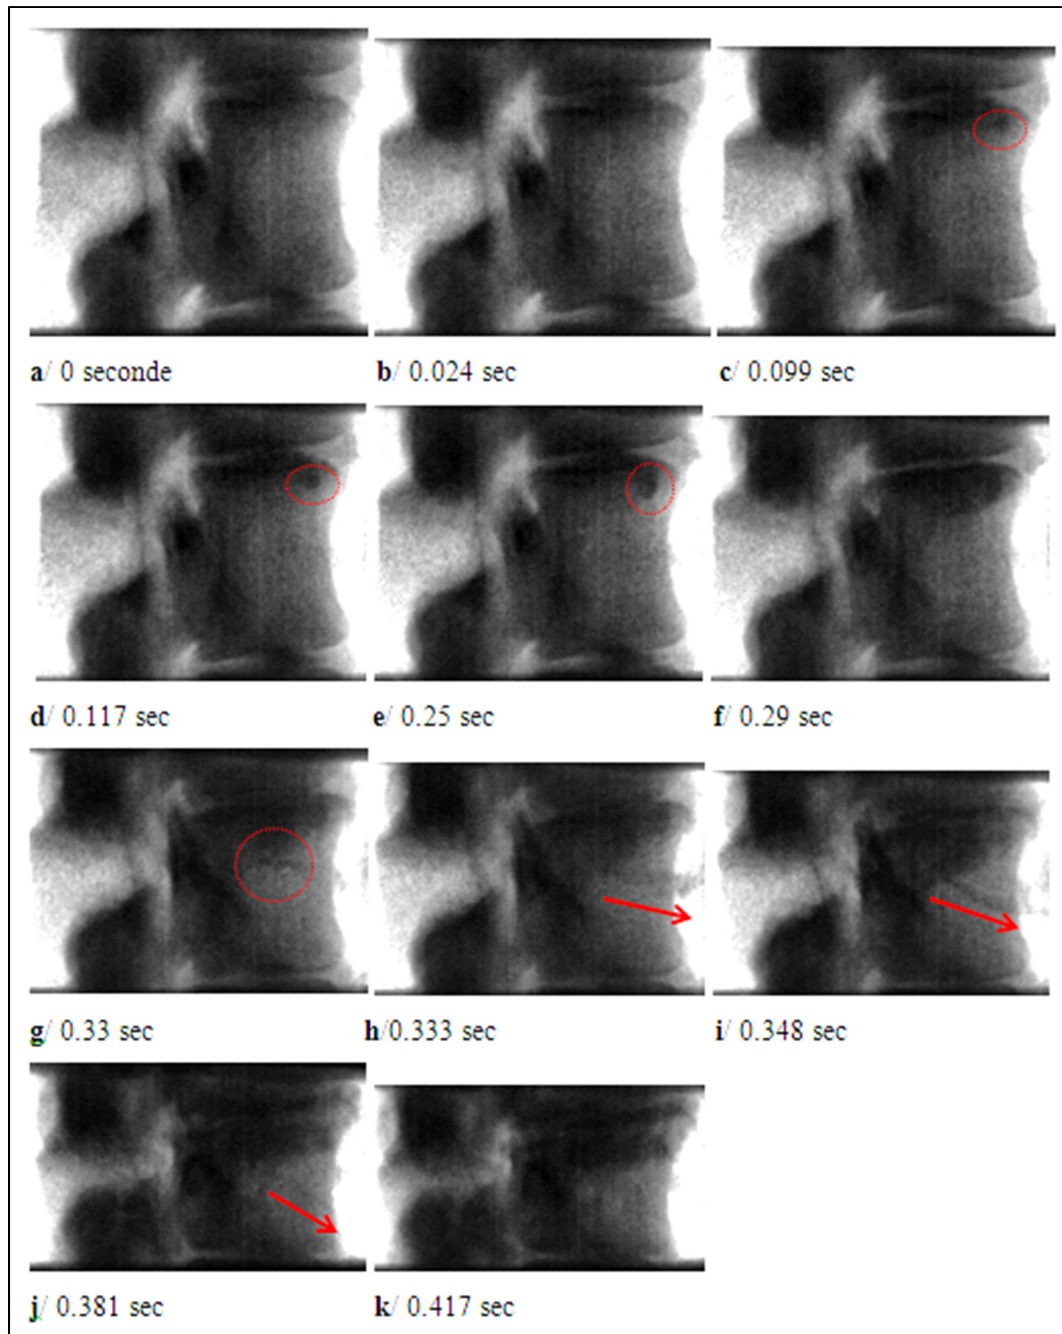 a/ 0 seconde
b/ 0.024 sec
c/ 0.099 sec
d/ 0.117 sec
e/ 0.25 sec
f/ 0.29 sec
g/ 0.33 sec
h/0.333 sec
i/ 0.348 sec
j/ 0.381 sec
k/ 0.417 sec